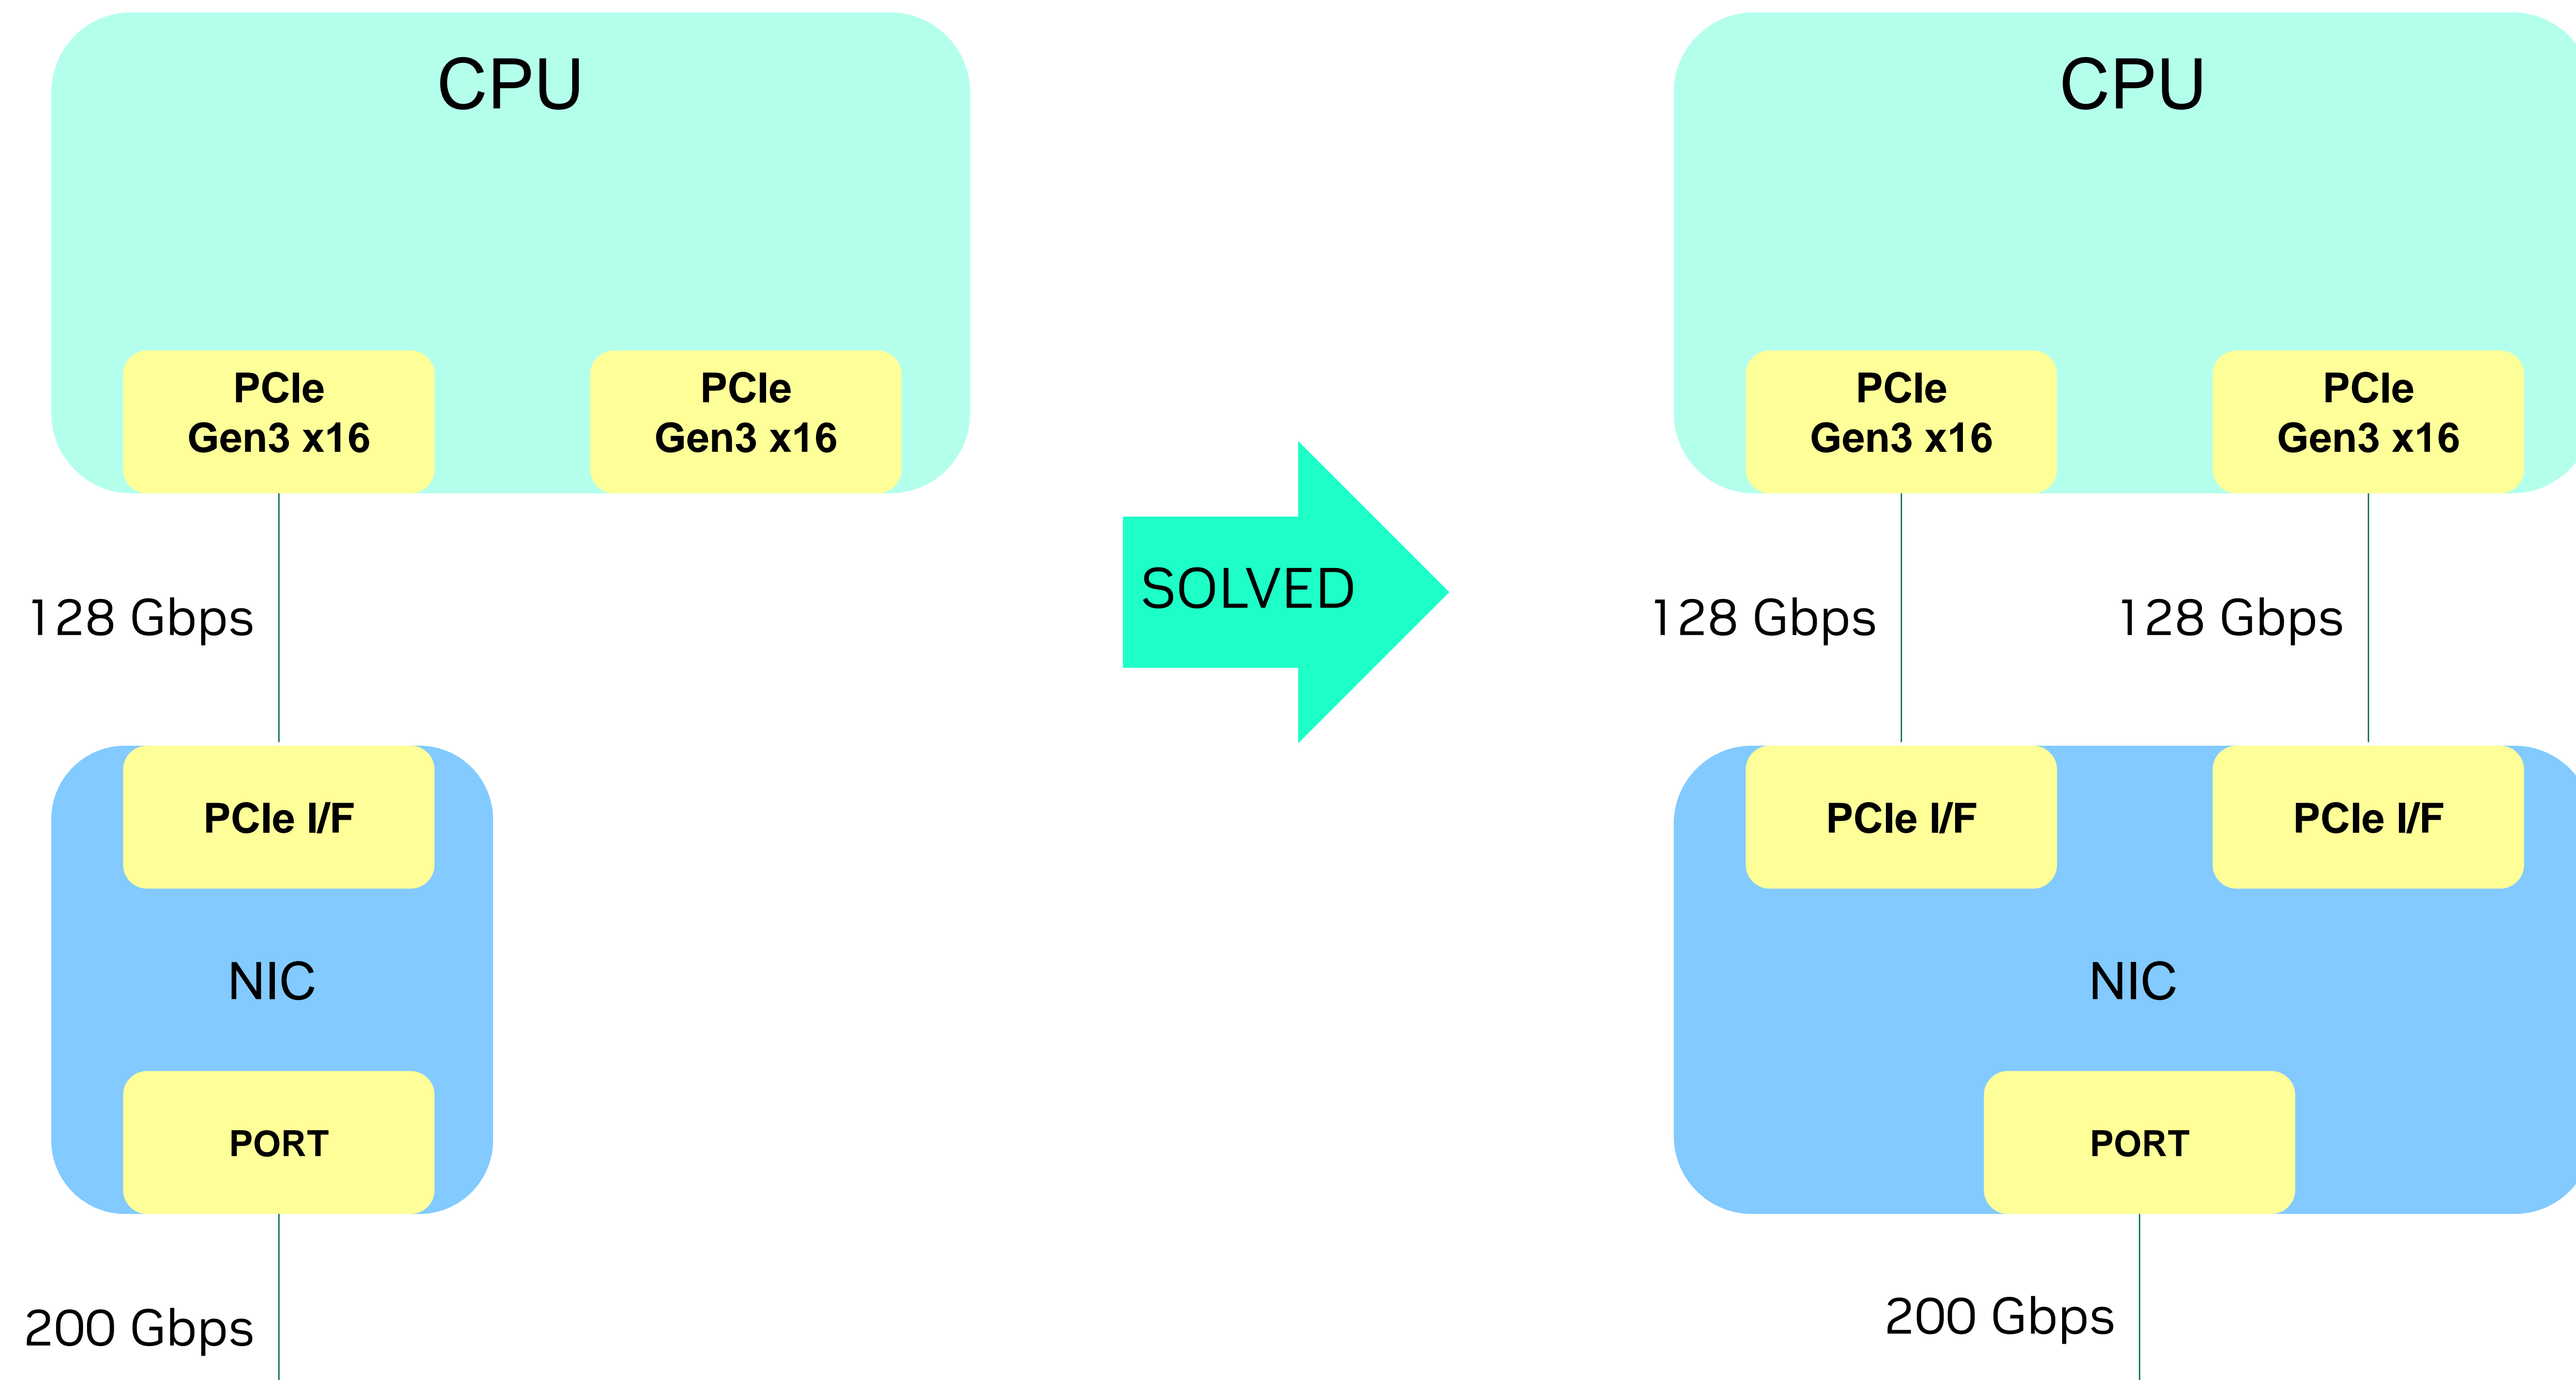 CPU
PCIe
Gen3 x16
PCIe
Gen3 x16
128 Gbps
PCIe I/F
NIC
PORT
200 Gbps
SOLVED
CPU
PCIe
Gen3 x16
PCIe
Gen3 x16
128 Gbps
128 Gbps
PCIe I/F
PCIe I/F
NIC
PORT
200 Gbps